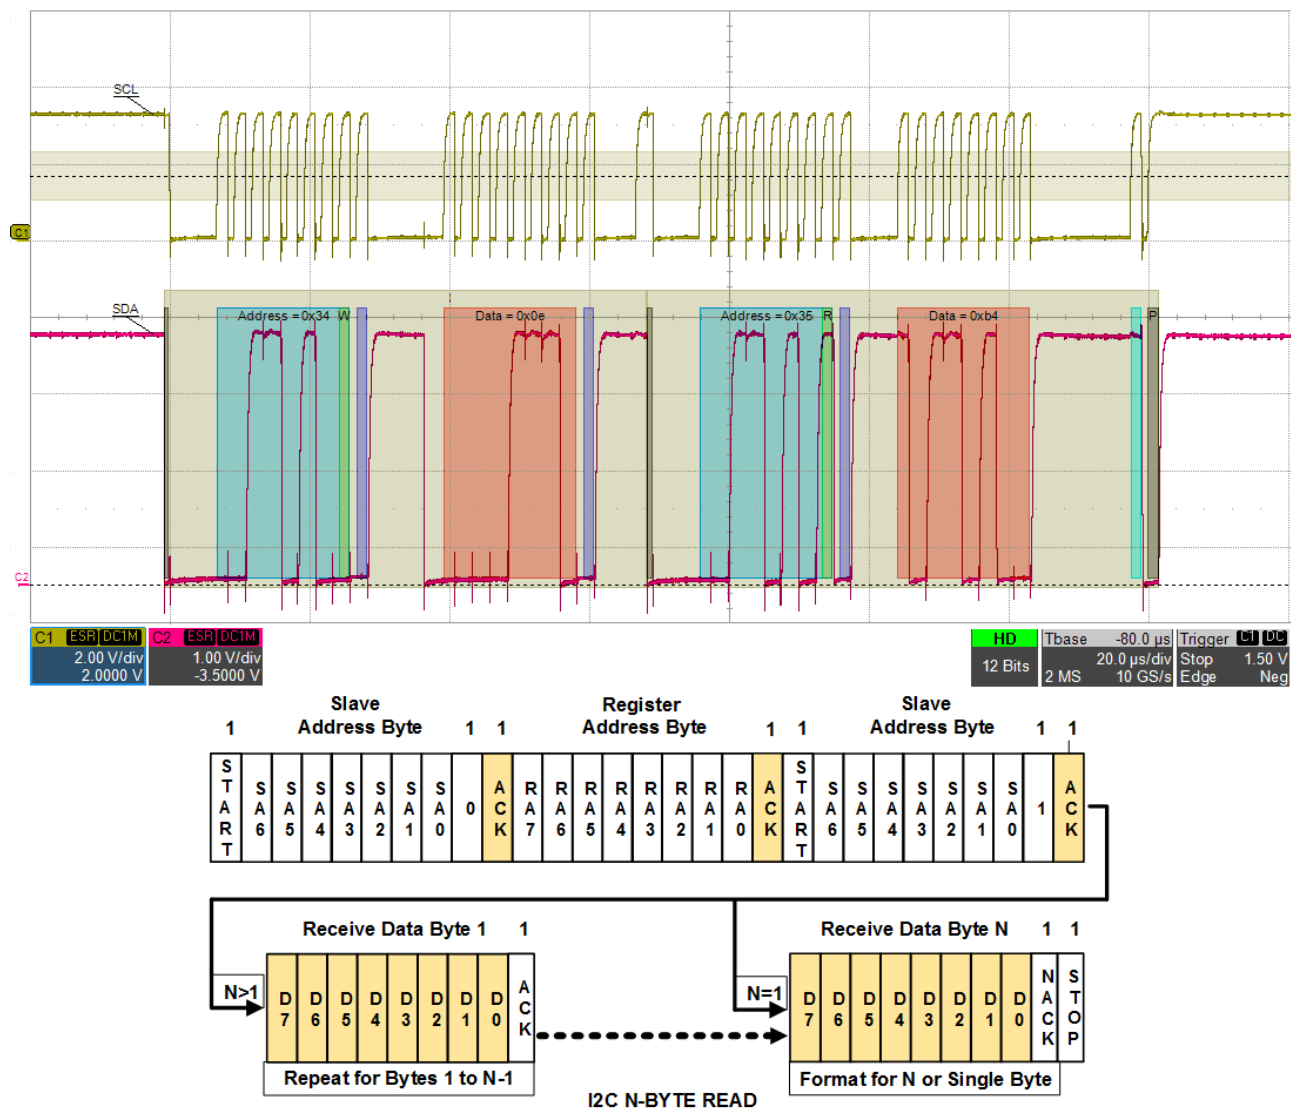 SCL
C1
SDA
Address = 0x34 W
Data = 0x0e
Address = 0x35 R
Data = 0xb4
P
C2
C1 ESR DC1M
2.00 V/div
2.0000 V
C2 ESR DC1M
1.00 V/div
-3.5000 V
HD
12 Bits
Tbase -80.0 µs
20.0 µs/div
2 MS 10 GS/s
Trigger C1 DC
Stop 1.50 V
Edge Neg
1 Slave Address Byte 1 1 Register Address Byte 1 1 Slave Address Byte 1 1
START SA6 SA5 SA4 SA3 SA2 SA1 SA0 0 ACK RA7 RA6 RA5 RA4 RA3 RA2 RA1 RA0 ACK START SA6 SA5 SA4 SA3 SA2 SA1 SA0 1 ACK
Receive Data Byte 1 1
N>1
D7 D6 D5 D4 D3 D2 D1 D0 ACK
Repeat for Bytes 1 to N-1
Receive Data Byte N 1 1
N=1
D7 D6 D5 D4 D3 D2 D1 D0 NACK STOP
Format for N or Single Byte
I2C N-BYTE READ